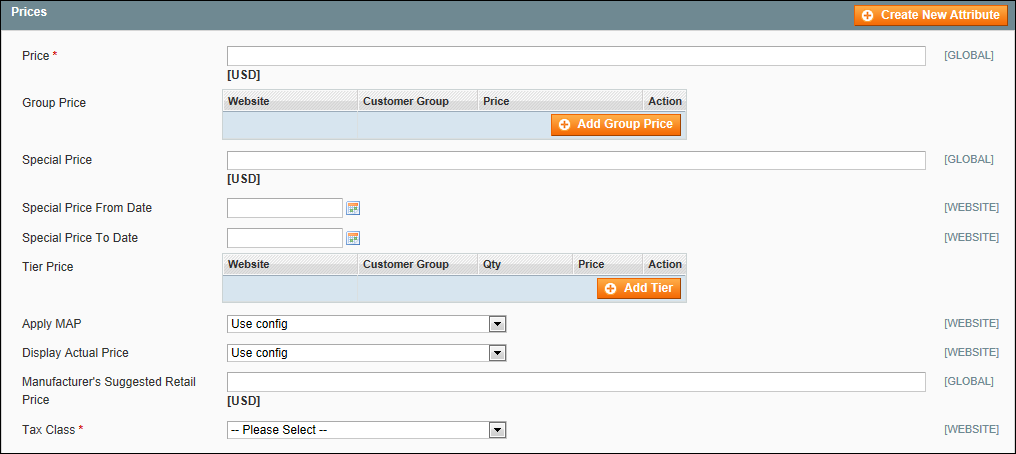 Prices Create New Attribute
Price * [GLOBAL]
[USD]
Group Price
Website Customer Group Price Action
Add Group Price
Special Price [GLOBAL]
[USD]
Special Price From Date [WEBSITE]
Special Price To Date [WEBSITE]
Tier Price
Website Customer Group Qty Price Action
Add Tier
Apply MAP Use config [WEBSITE]
Display Actual Price Use config [WEBSITE]
Manufacturer's Suggested Retail [GLOBAL]
Price
[USD]
Tax Class * -- Please Select -- [WEBSITE]